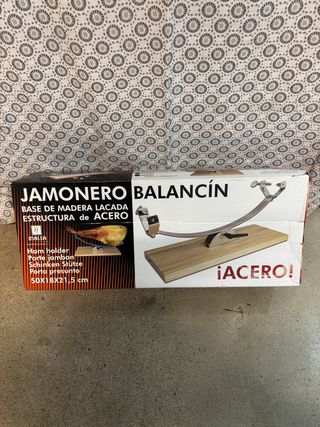 JAMONERO BALANCÍN
BASE DE MADERA LACADA
ESTRUCTURA de ACERO
INALSA
Ham holder
Porte jambon
Schinken Stütze
Porta presunto
50X18X21,5 cm
¡ACERO!